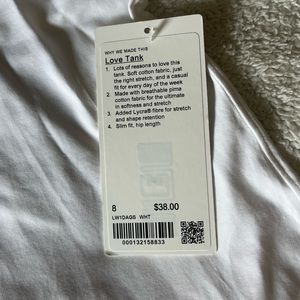 WHY WE MADE THIS
Love Tank
1. Lots of reasons to love this
tank. Soft cotton fabric, just
the right stretch, and a casual
fit for every day of the week
2. Made with breathable pima
cotton fabric for the ultimate
in softness and stretch
3. Added Lycra® fibre for stretch
and shape retention
4. Slim fit, hip length
8 $38.00
LW1DAGS WHT
000132158833